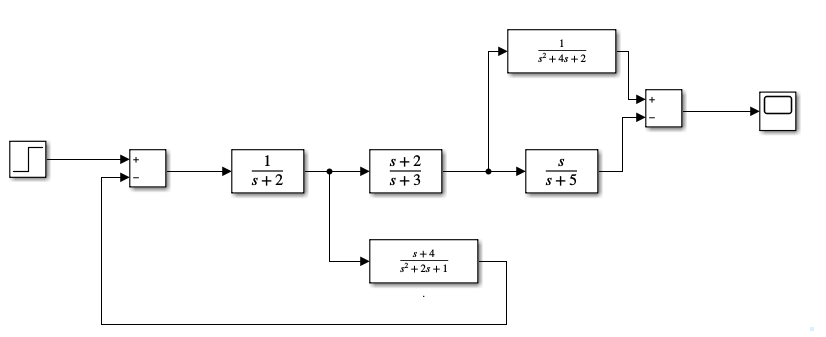 1
s² + 4s + 2
+
−
+
−
1
s + 2
s + 2
s + 3
s
s + 5
s + 4
s² + 2s + 1